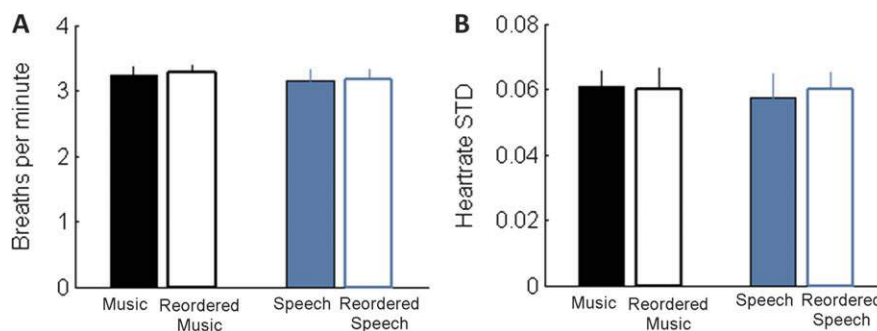 A
Breaths per minute
4
3
2
1
0
Music
Reordered
Music
Speech
Reordered
Speech
B
Heartrate STD
0.08
0.06
0.04
0.02
0
Music
Reordered
Music
Speech
Reordered
Speech